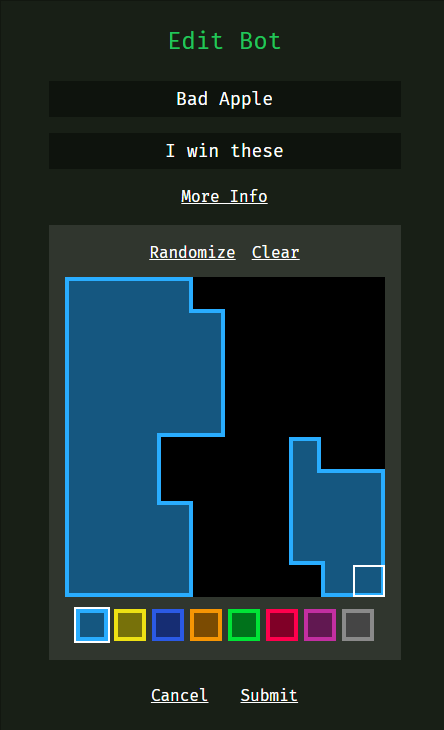 Edit Bot
Bad Apple
I win these
More Info
Randomize Clear
Cancel Submit